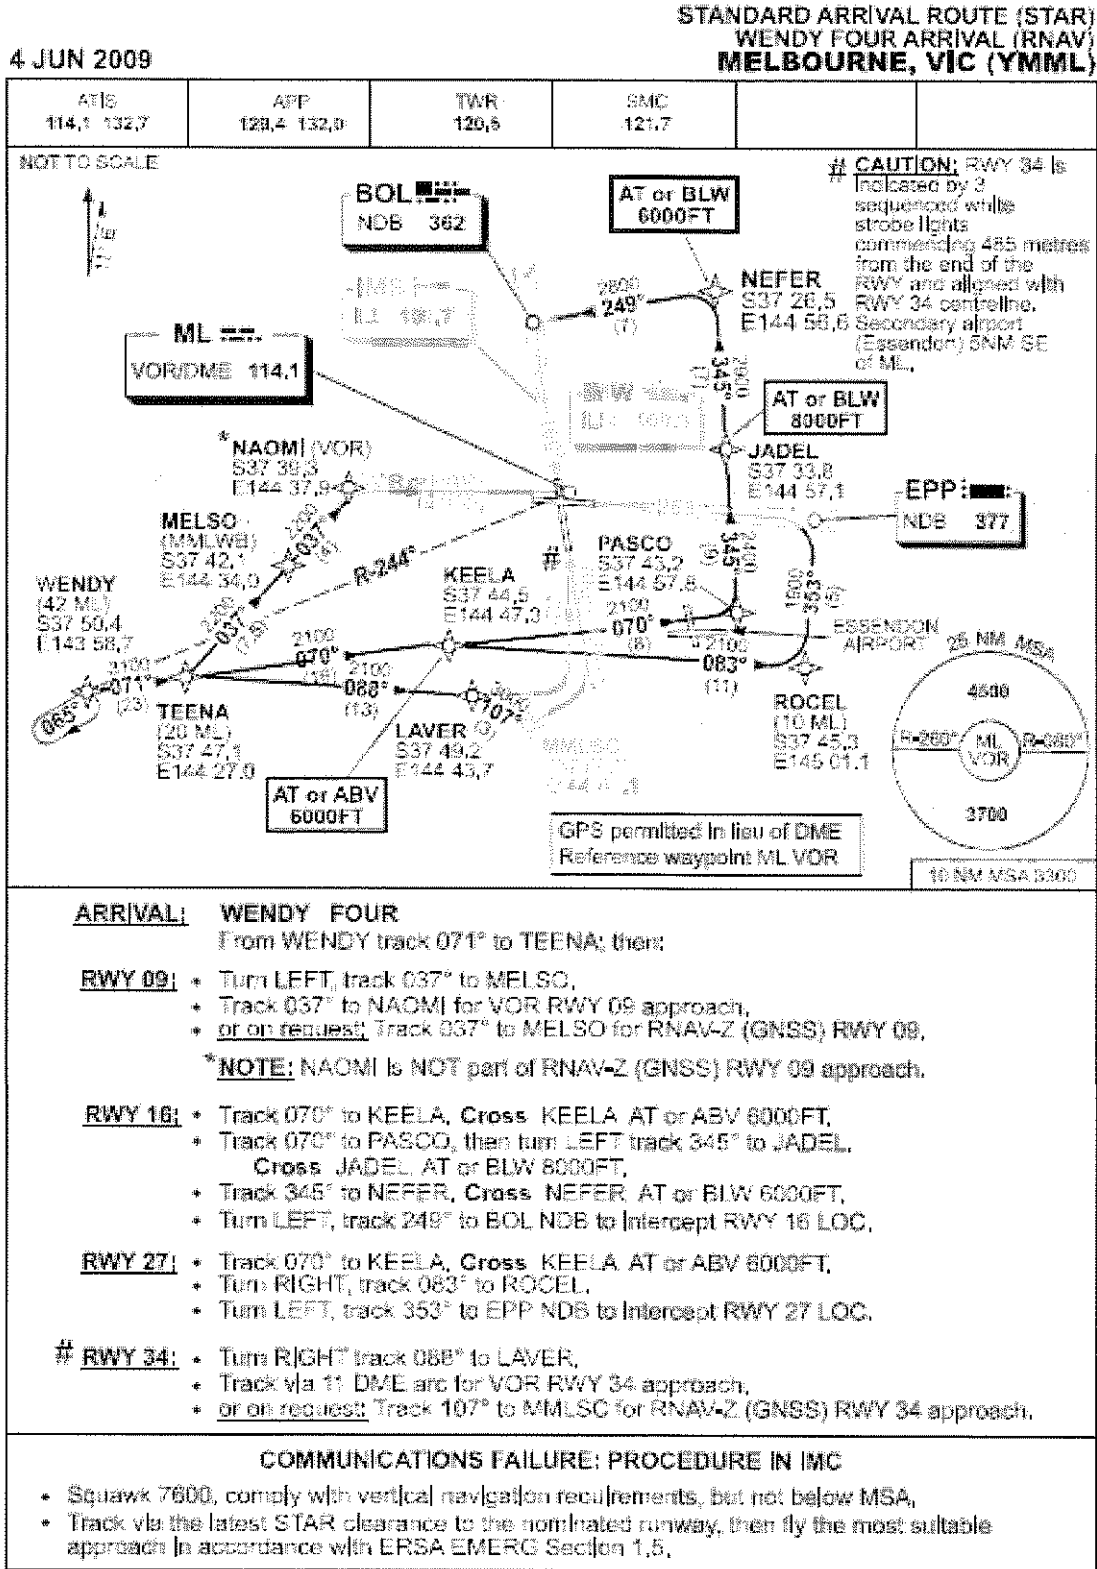 STANDARD ARRIVAL ROUTE (STAR)
WENDY FOUR ARRIVAL (RNAV)
4 JUN 2009
MELBOURNE, VIC (YMML)
ATIS
114,1 132,7
APP
132,0
TWR
120,5
SMC
121,7
NOT TO SCALE
BOL
NDB 362
AT or BLW
6000FT
# CAUTION: RWY 34 is
indicated by 3
sequenced white
strobe lights
commencing 485 metres
from the end of the
RWY and aligned with
RWY 34 centreline.
Secondary airport
(Essendon) 5NM SE
of ML.
NEFER
S37 26,5
E144 56,6
249°
(7)
ML
VOR/DME 114,1
345°
AT or BLW
8000FT
JADEL
S37 33,8
E144 57,1
*NAOMI (VOR)
S37 39,3
E144 37,9
EPP
NDB 377
MELSO
(MMLWB)
S37 42,1
E144 34,0
037°
R-244°
#
PASCO
S37 43,2
E144 57,8
345°
353°
KEELA
S37 44,5
E144 47,3
WENDY
(42 ML)
S37 50,4
E143 58,7
037°
2100
070°
2100
070°
(8)
ESSENDON
AIRPORT
2100
083°
(11)
2100
071°
(23)
065°
2100
088°
(13)
107°
TEENA
(20 ML)
S37 47,1
E144 27,0
LAVER
S37 49,2
E144 43,7
MMLSC
ROCEL
(10 ML)
S37 45,3
E145 01,1
25 NM MSA
4500
R-260°
ML
VOR
R-080°
3700
10 NM MSA 3300
AT or ABV
6000FT
GPS permitted in lieu of DME
Reference waypoint ML VOR
ARRIVAL: WENDY FOUR
From WENDY track 071° to TEENA; then:
RWY 09: • Turn LEFT, track 037° to MELSO,
• Track 037° to NAOMI for VOR RWY 09 approach,
• or on request: Track 037° to MELSO for RNAV-Z (GNSS) RWY 09.
*NOTE: NAOMI is NOT part of RNAV-Z (GNSS) RWY 09 approach.
RWY 16: • Track 070° to KEELA, Cross KEELA AT or ABV 6000FT,
• Track 070° to PASCO, then turn LEFT track 345° to JADEL.
Cross JADEL AT or BLW 8000FT,
• Track 345° to NEFER, Cross NEFER AT or BLW 6000FT,
• Turn LEFT, track 249° to BOL NDB to intercept RWY 16 LOC.
RWY 27: • Track 070° to KEELA, Cross KEELA AT or ABV 6000FT,
• Turn RIGHT, track 083° to ROCEL,
• Turn LEFT, track 353° to EPP NDB to intercept RWY 27 LOC.
# RWY 34: • Turn RIGHT track 088° to LAVER,
• Track via 11 DME arc for VOR RWY 34 approach,
• or on request: Track 107° to MMLSC for RNAV-Z (GNSS) RWY 34 approach.
COMMUNICATIONS FAILURE: PROCEDURE IN IMC
• Squawk 7600, comply with vertical navigation requirements, but not below MSA,
• Track via the latest STAR clearance to the nominated runway, then fly the most suitable
approach in accordance with ERSA EMERG Section 1,5,